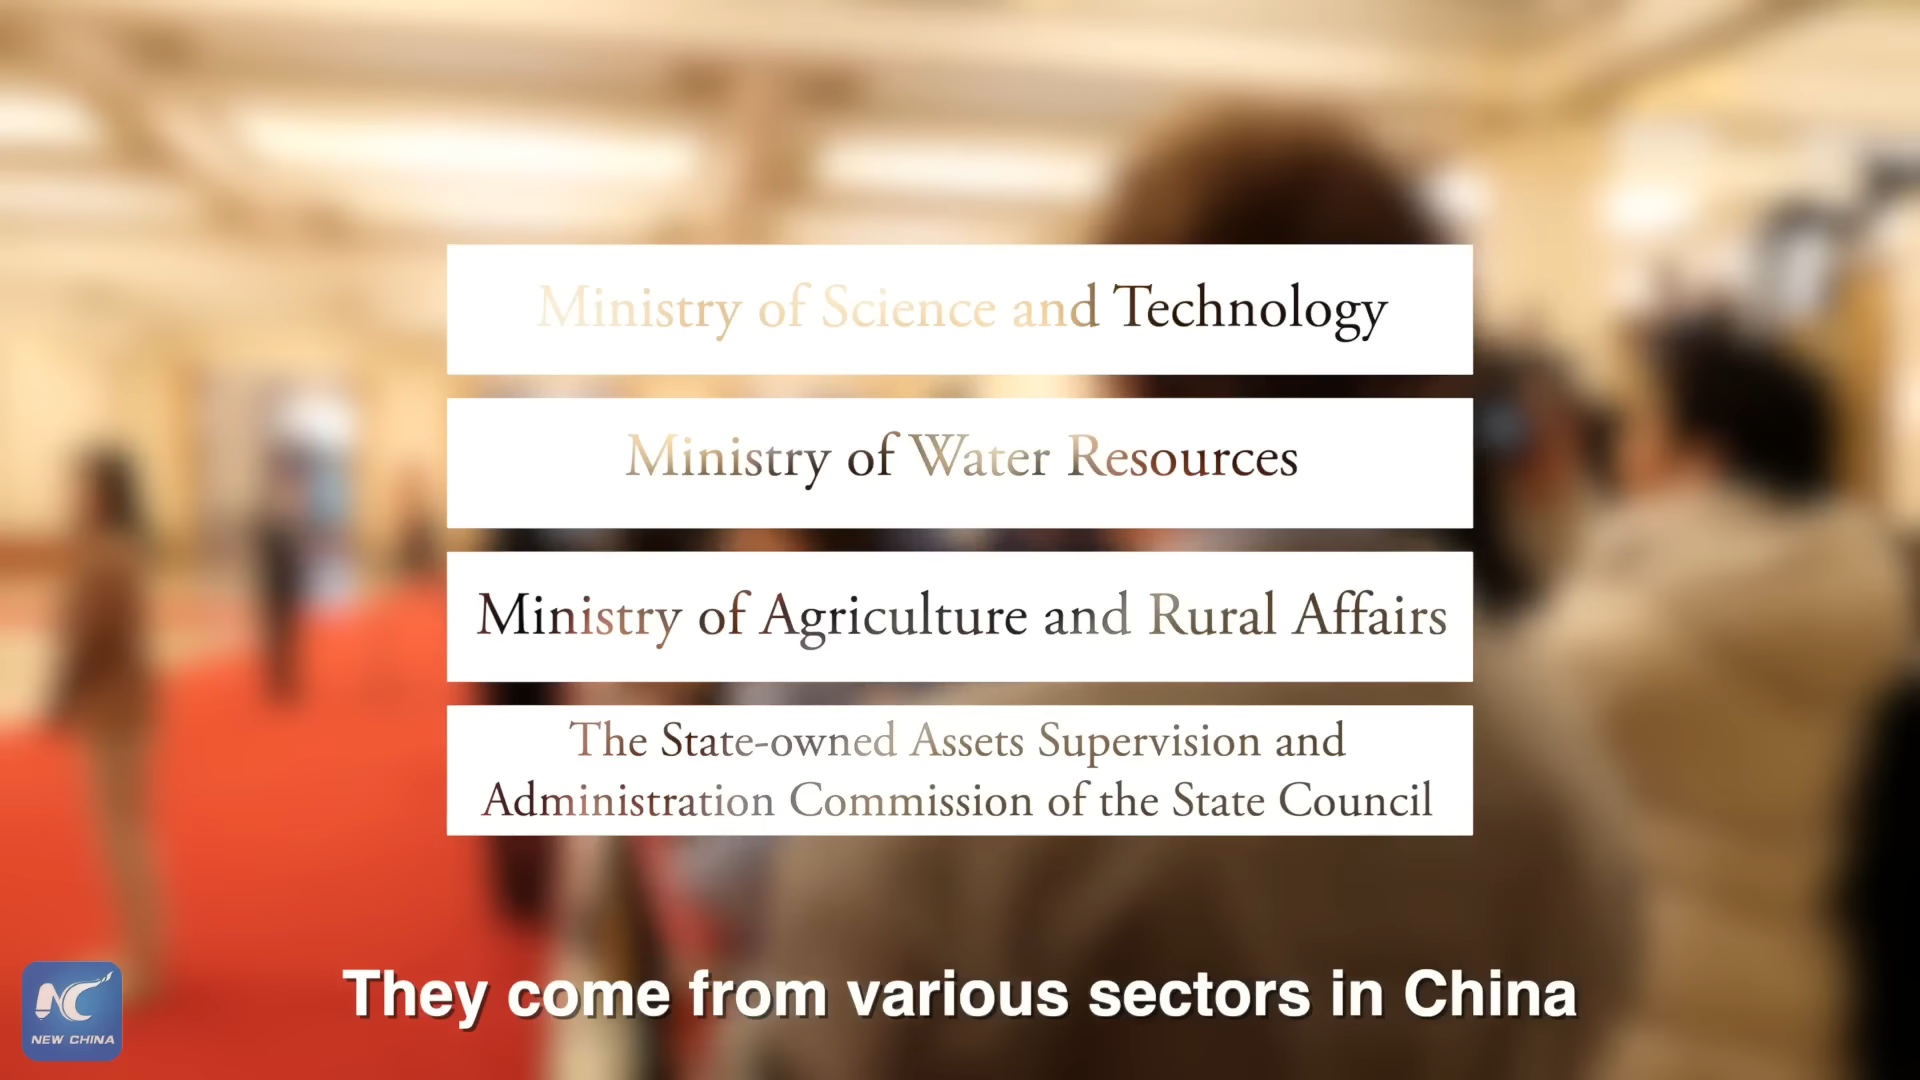 Ministry of Science and Technology
Ministry of Water Resources
Ministry of Agriculture and Rural Affairs
The State-owned Assets Supervision and
Administration Commission of the State Council
They come from various sectors in China
NC
NEW CHINA